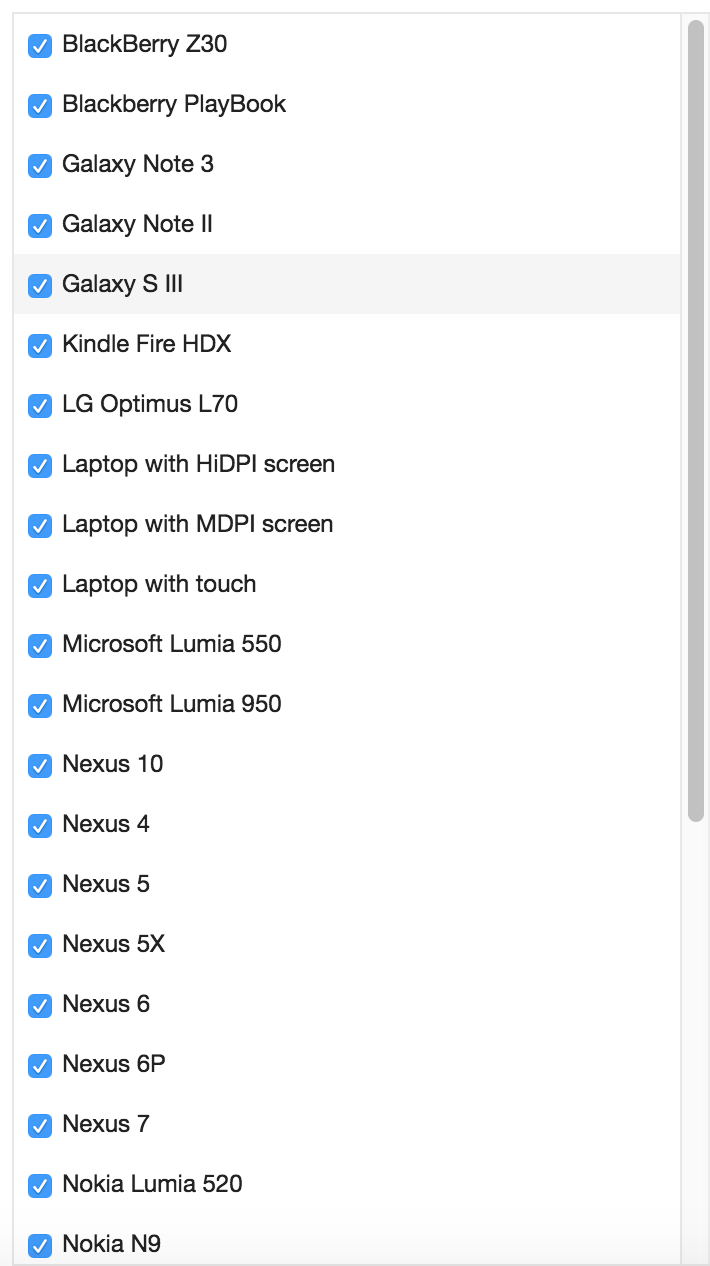 BlackBerry Z30
Blackberry PlayBook
Galaxy Note 3
Galaxy Note II
Galaxy S III
Kindle Fire HDX
LG Optimus L70
Laptop with HiDPI screen
Laptop with MDPI screen
Laptop with touch
Microsoft Lumia 550
Microsoft Lumia 950
Nexus 10
Nexus 4
Nexus 5
Nexus 5X
Nexus 6
Nexus 6P
Nexus 7
Nokia Lumia 520
Nokia N9